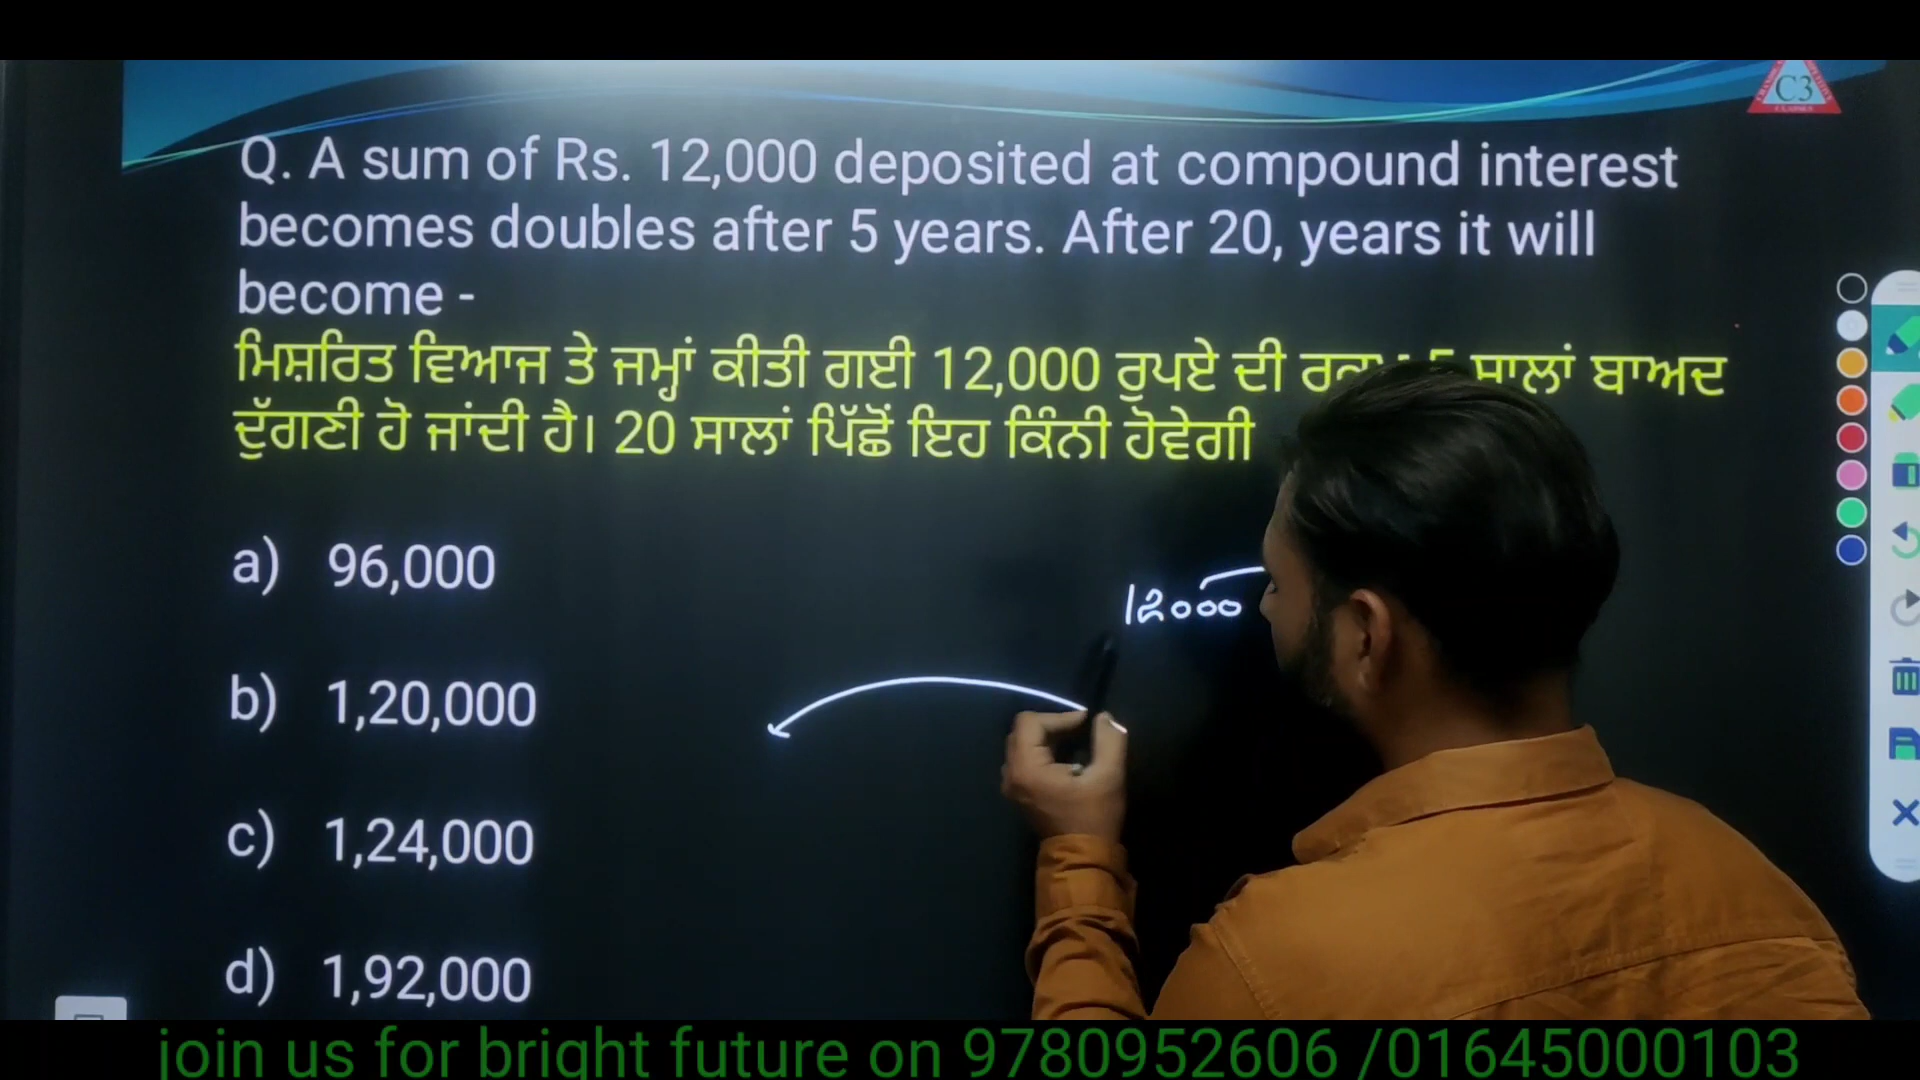 C3
Q. A sum of Rs. 12,000 deposited at compound interest
becomes doubles after 5 years. After 20, years it will
become -
ਮਿਸ਼ਰਿਤ ਵਿਆਜ ਤੇ ਜਮ੍ਹਾਂ ਕੀਤੀ ਗਈ 12,000 ਰੁਪਏ ਦੀ ਸਾਲਾਂ ਬਾਅਦ
ਦੁੱਗਣੀ ਹੋ ਜਾਂਦੀ ਹੈ। 20 ਸਾਲਾਂ ਪਿੱਛੋਂ ਇਹ ਕਿੰਨੀ ਹੋਵੇਗੀ
a) 96,000
12000
b) 1,20,000
c) 1,24,000
d) 1,92,000
join us for bright future on 9780952606 /01645000103